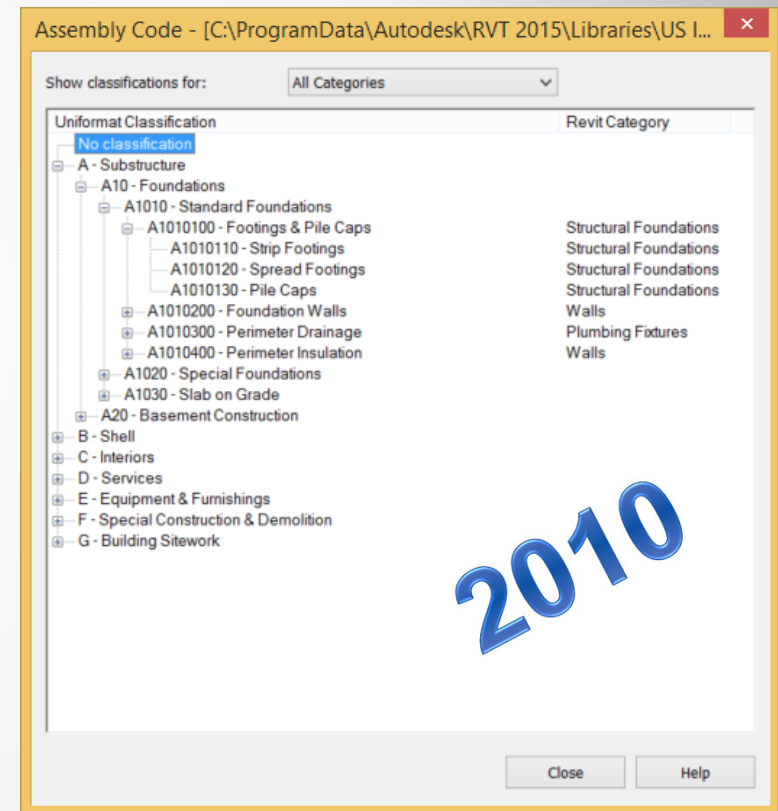 Assembly Code - [C:\ProgramData\Autodesk\RVT 2015\Libraries\US I...
Show classifications for: All Categories
Uniformat Classification Revit Category
No classification
A - Substructure
A10 - Foundations
A1010 - Standard Foundations
A1010100 - Footings & Pile Caps Structural Foundations
A1010110 - Strip Footings Structural Foundations
A1010120 - Spread Footings Structural Foundations
A1010130 - Pile Caps Structural Foundations
A1010200 - Foundation Walls Walls
A1010300 - Perimeter Drainage Plumbing Fixtures
A1010400 - Perimeter Insulation Walls
A1020 - Special Foundations
A1030 - Slab on Grade
A20 - Basement Construction
B - Shell
C - Interiors
D - Services
E - Equipment & Furnishings
F - Special Construction & Demolition
G - Building Sitework
2010
Close Help